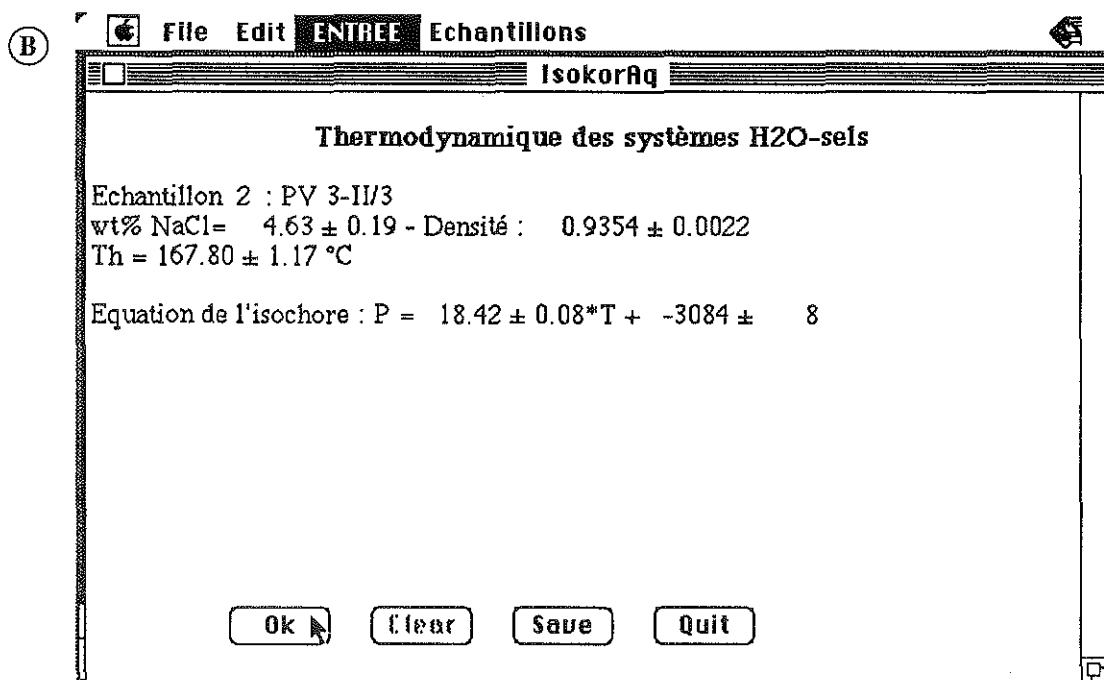 B
File Edit ENTREE Echantillons
IsokorAq
Thermodynamique des systèmes H2O-sels
Echantillon 2 : PV 3-II/3
wt% NaCl= 4.63 ± 0.19 - Densité : 0.9354 ± 0.0022
Th = 167.80 ± 1.17 °C
Equation de l'isochore : P = 18.42 ± 0.08*T + -3084 ± 8
Ok Clear Save Quit